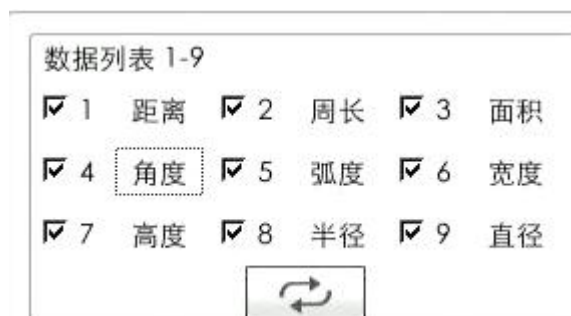 数据列表 1-9
1 距离 2 周长 3 面积
4 角度 5 弧度 6 宽度
7 高度 8 半径 9 直径